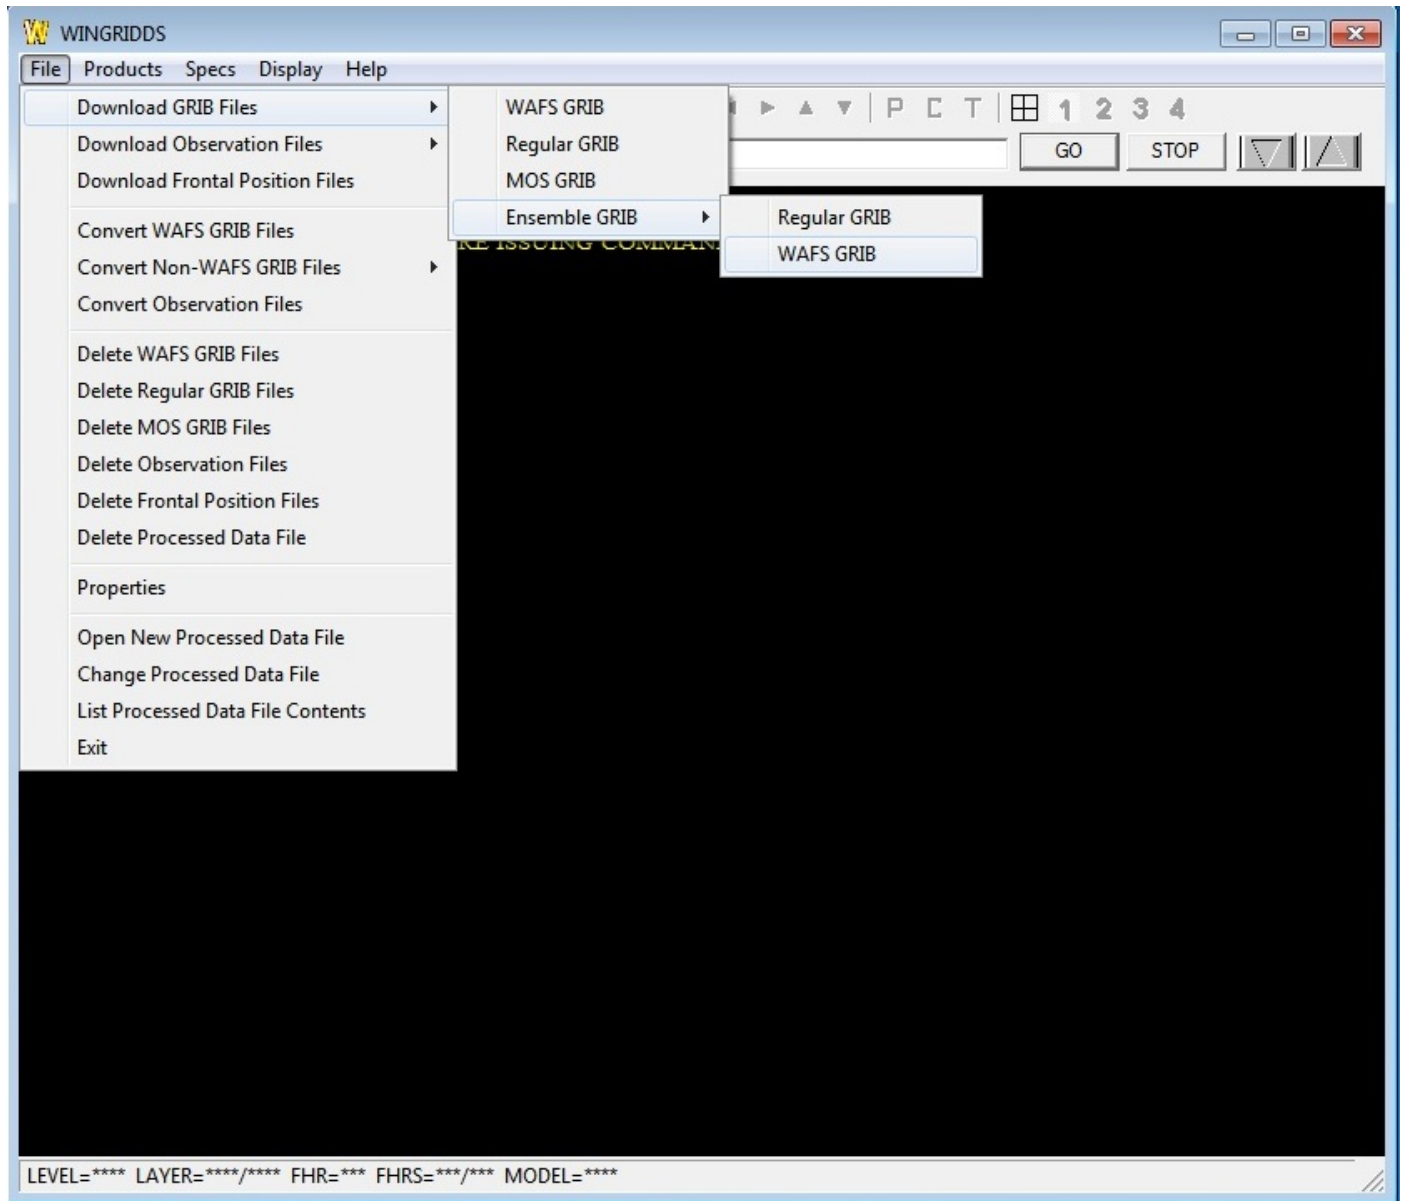 WINGRIDDS
File Products Specs Display Help
P C T 1 2 3 4
GO STOP
Download GRIB Files
Download Observation Files
Download Frontal Position Files
Convert WAFS GRIB Files
Convert Non-WAFS GRIB Files
Convert Observation Files
Delete WAFS GRIB Files
Delete Regular GRIB Files
Delete MOS GRIB Files
Delete Observation Files
Delete Frontal Position Files
Delete Processed Data File
Properties
Open New Processed Data File
Change Processed Data File
List Processed Data File Contents
Exit
WAFS GRIB
Regular GRIB
MOS GRIB
Ensemble GRIB
Regular GRIB
WAFS GRIB
ISSUING
LEVEL=**** LAYER=****/**** FHR=*** FHRS=***/*** MODEL=****